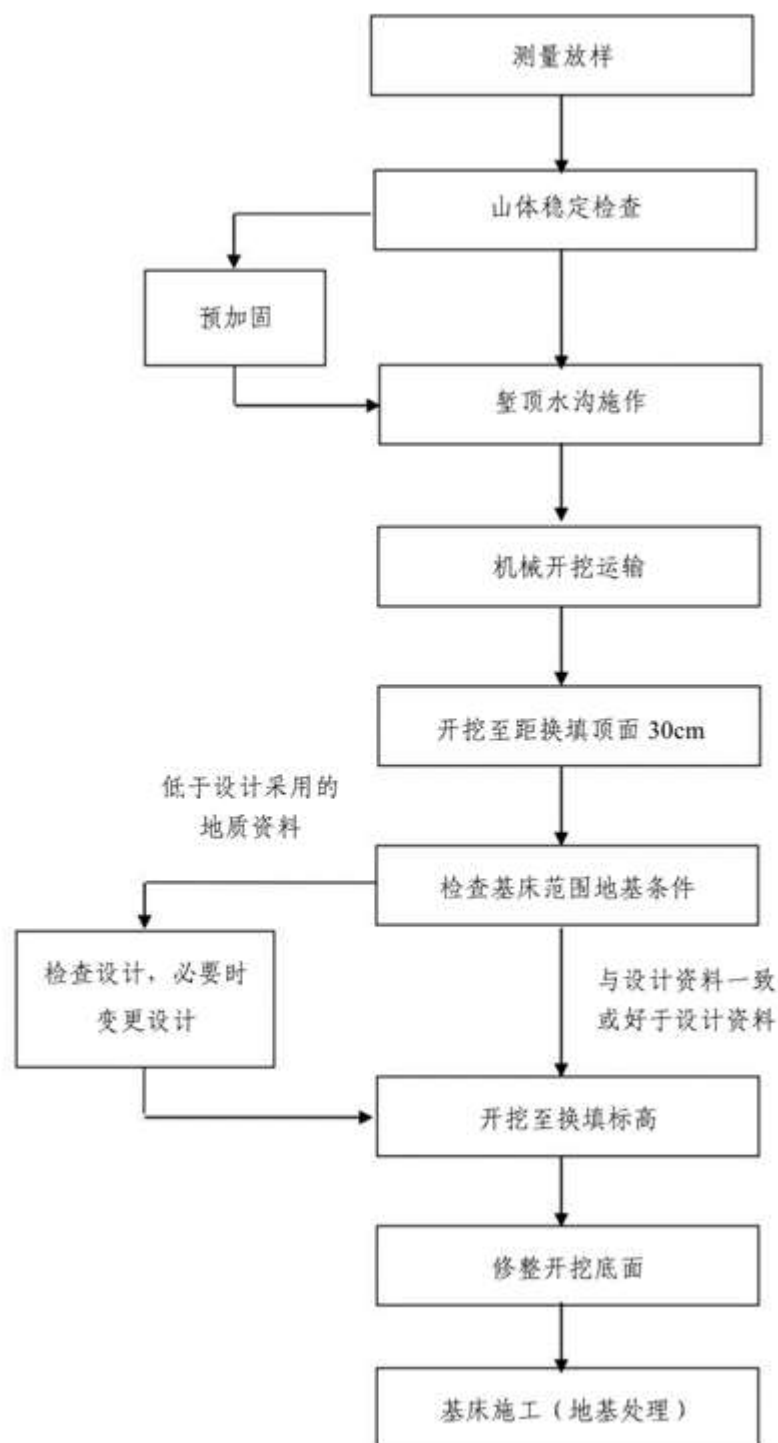 测量放样
山体稳定检查
预加固
堑顶水沟施作
机械开挖运输
开挖至距换填顶面 30cm
低于设计采用的
地质资料
检查基床范围地基条件
检查设计，必要时
变更设计
与设计资料一致
或好于设计资料
开挖至换填标高
修整开挖底面
基床施工（地基处理）